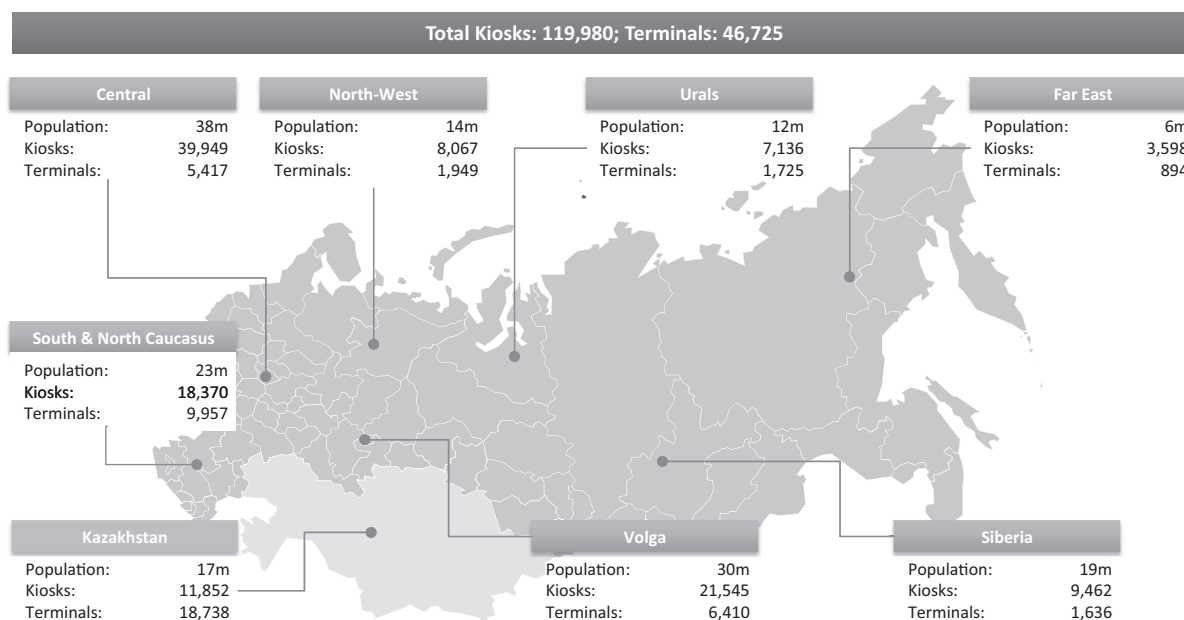 Total Kiosks: 119,980; Terminals: 46,725
Central
Population: 38m
Kiosks: 39,949
Terminals: 5,417
North-West
Population: 14m
Kiosks: 8,067
Terminals: 1,949
Urals
Population: 12m
Kiosks: 7,136
Terminals: 1,725
Far East
Population: 6m
Kiosks: 3,598
Terminals: 894
South & North Caucasus
Population: 23m
Kiosks: 18,370
Terminals: 9,957
Kazakhstan
Population: 17m
Kiosks: 11,852
Terminals: 18,738
Volga
Population: 30m
Kiosks: 21,545
Terminals: 6,410
Siberia
Population: 19m
Kiosks: 9,462
Terminals: 1,636